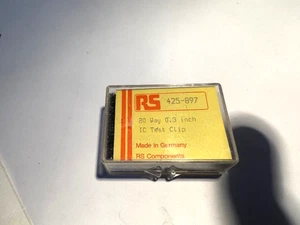 RS 425-897
20 Way 0.3 inch
IC Test Clip
Made in Germany
RS Components